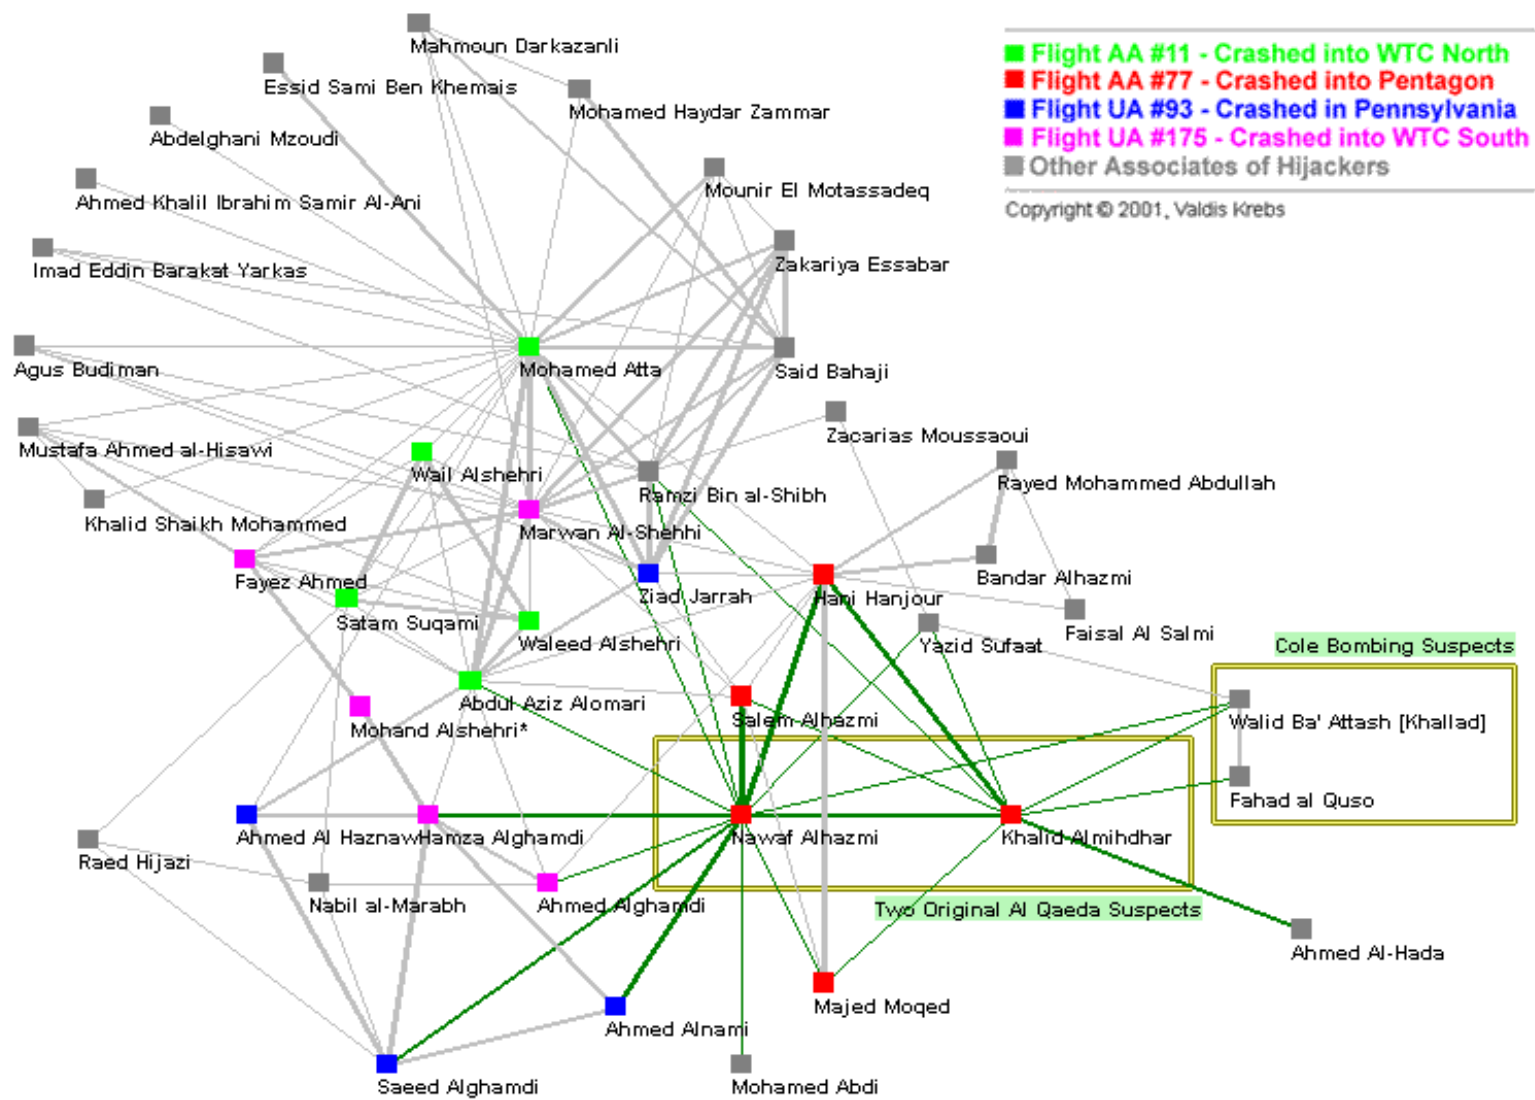 Mahmoun Darkazanli
Flight AA #11 - Crashed into WTC North
Flight AA #77 - Crashed into Pentagon
Essid Sami Ben Khemais
Mohamed Haydar Zammar
Flight UA #93 - Crashed in Pennsylvania
Abdelghani Mzoudi
Flight UA #175 - Crashed into WTC South
Other Associates of Hijackers
Mounir El Motassadeq
Ahmed Khalil Ibrahim Samir Al-Ani
Copyright © 2001, Valdis Krebs
Imad Eddin Barakat Yarkas
Zakariya Essabar
Agus Budiman
Mohamed Atta
Said Bahaji
Zacarias Moussaoui
Mustafa Ahmed al-Hisawi
Wail Alshehri
Rayed Mohammed Abdullah
Ramzi Bin al-Shibh
Khalid Shaikh Mohammed
Marwan Al-Shehhi
Fayez Ahmed
Bandar Alhazmi
Ziad Jarrah
Hani Hanjour
Satam Suqami
Waleed Alshehri
Faisal Al Salmi
Yazid Sufaat
Cole Bombing Suspects
Abdul Aziz Alomari
Salem Alhazmi
Walid Ba' Attash [Khallad]
Mohand Alshehri*
Fahad al Quso
Ahmed Al Haznaw
Hamza Alghamdi
Nawaf Alhazmi
Khalid Almihdhar
Raed Hijazi
Nabil al-Marabh
Ahmed Alghamdi
Two Original Al Qaeda Suspects
Ahmed Al-Hada
Majed Moqed
Ahmed Alnami
Saeed Alghamdi
Mohamed Abdi